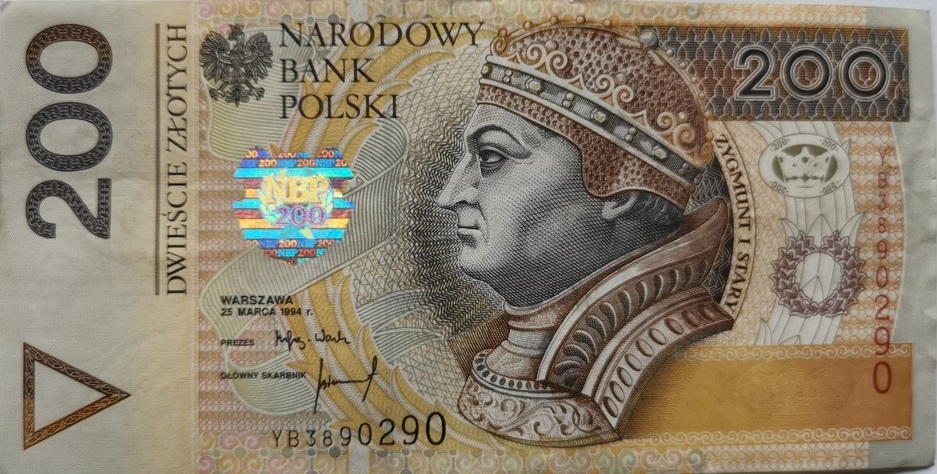 200
DWIEŚCIE ZŁOTYCH
NARODOWY
BANK
POLSKI
200
NBP
200
ZYGMUNT I STARY
WARSZAWA
25 MARCA 1994 r.
PREZES
GŁÓWNY SKARBNIK
YB3890290
YB3890290